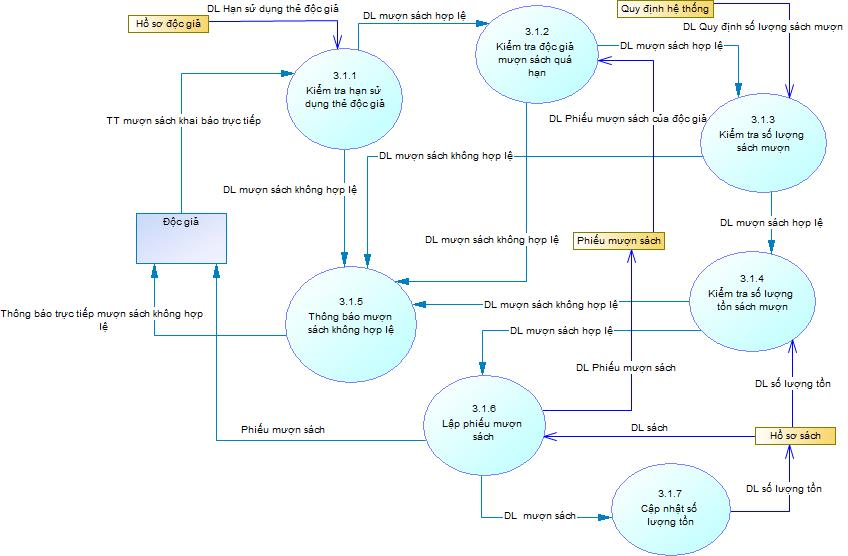 DL Hạn sử dụng thẻ độc giả
Hồ sơ độc giả
DL mượn sách hợp lệ
3.1.2
Kiểm tra độc giả
mượn sách quá
hạn
Quy định hệ thống
DL Quy định số lượng sách mượn
DL mượn sách hợp lệ
3.1.1
Kiểm tra hạn sử
dụng thẻ độc giả
TT mượn sách khai báo trực tiếp
DL Phiếu mượn sách của độc giả
3.1.3
Kiểm tra số lượng
sách mượn
DL mượn sách không hợp lệ
DL mượn sách không hợp lệ
Độc giả
DL mượn sách hợp lệ
DL mượn sách không hợp lệ
Phiếu mượn sách
3.1.4
Kiểm tra số lượng
tồn sách mượn
3.1.5
Thông báo mượn
sách không hợp lệ
DL mượn sách không hợp lệ
Thông báo trực tiếp mượn sách không hợp
lệ
DL mượn sách hợp lệ
DL Phiếu mượn sách
DL số lượng tồn
3.1.6
Lập phiếu mượn
sách
Phiếu mượn sách
DL sách
Hồ sơ sách
3.1.7
Cập nhật số
lượng tồn
DL số lượng tồn
DL mượn sách